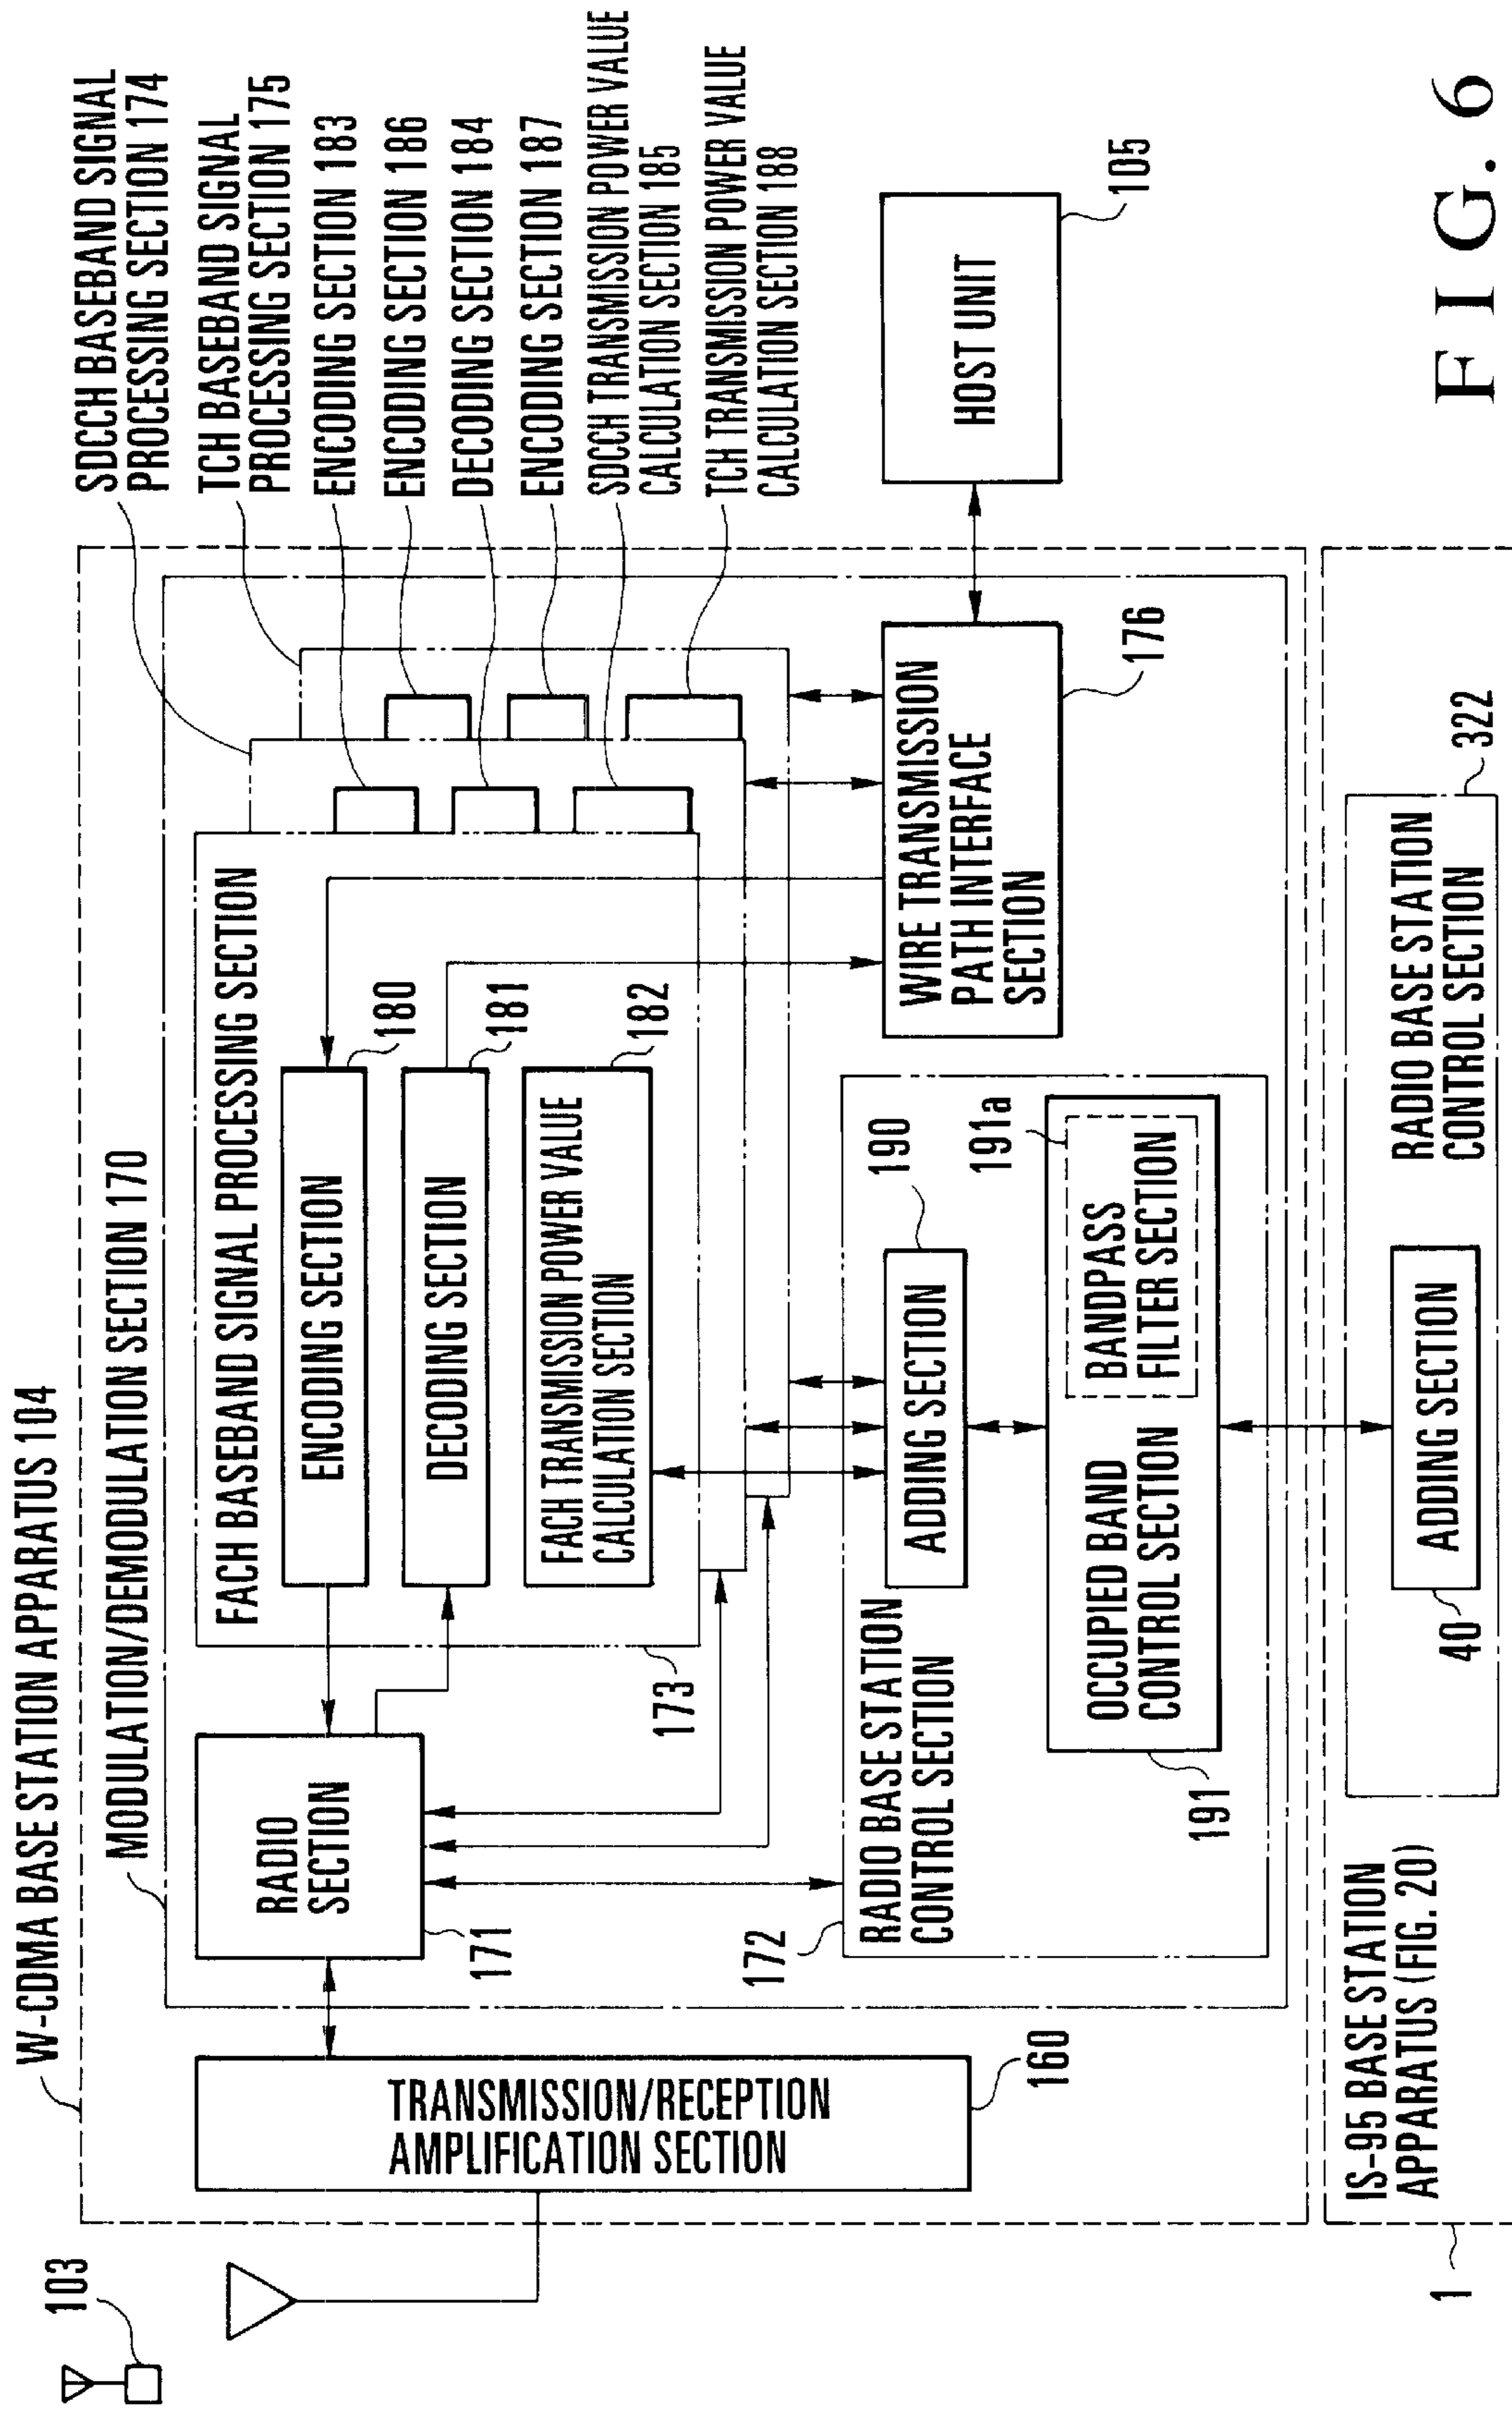 W-CDMA BASE STATION APPARATUS 104
MODULATION/DEMODULATION SECTION 170
103
TRANSMISSION/RECEPTION
AMPLIFICATION SECTION
160
RADIO
SECTION
171
FACH BASEBAND SIGNAL PROCESSING SECTION
ENCODING SECTION
180
DECODING SECTION
181
FACH TRANSMISSION POWER VALUE
CALCULATION SECTION
182
173
SDCCH BASEBAND SIGNAL
PROCESSING SECTION 174
TCH BASEBAND SIGNAL
PROCESSING SECTION 175
ENCODING SECTION 183
ENCODING SECTION 186
DECODING SECTION 184
ENCODING SECTION 187
SDCCH TRANSMISSION POWER VALUE
CALCULATION SECTION 185
TCH TRANSMISSION POWER VALUE
CALCULATION SECTION 188
172
RADIO BASE STATION
CONTROL SECTION
ADDING SECTION
190
OCCUPIED BAND
CONTROL SECTION
191
BANDPASS
FILTER SECTION
191a
WIRE TRANSMISSION
PATH INTERFACE
SECTION
176
HOST UNIT
105
IS-95 BASE STATION
APPARATUS (FIG. 20)
1
ADDING SECTION
40
RADIO BASE STATION
CONTROL SECTION
322
FIG. 6